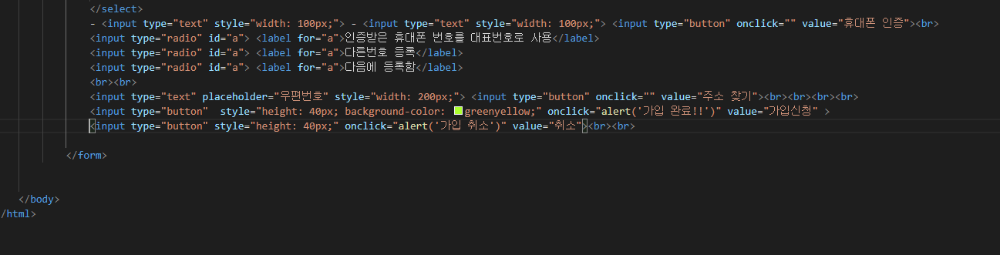 </select>
- <input type="text" style="width: 100px;"> - <input type="text" style="width: 100px;"> <input type="button" onclick="" value="휴대폰 인증"><br>
<input type="radio" id="a"> <label for="a">인증받은 휴대폰 번호를 대표번호로 사용</label>
<input type="radio" id="a"> <label for="a">다른번호 등록</label>
<input type="radio" id="a"> <label for="a">다음에 등록함</label>
<br><br>
<input type="text" placeholder="우편번호" style="width: 200px;"> <input type="button" onclick="" value="주소 찾기"><br><br><br><br>
<input type="button"  style="height: 40px; background-color: greenyellow;" onclick="alert('가입 완료!!')" value="가입신청" >
<input type="button" style="height: 40px;" onclick="alert('가입 취소')" value="취소"><br><br>
</form>
</body>
/html>